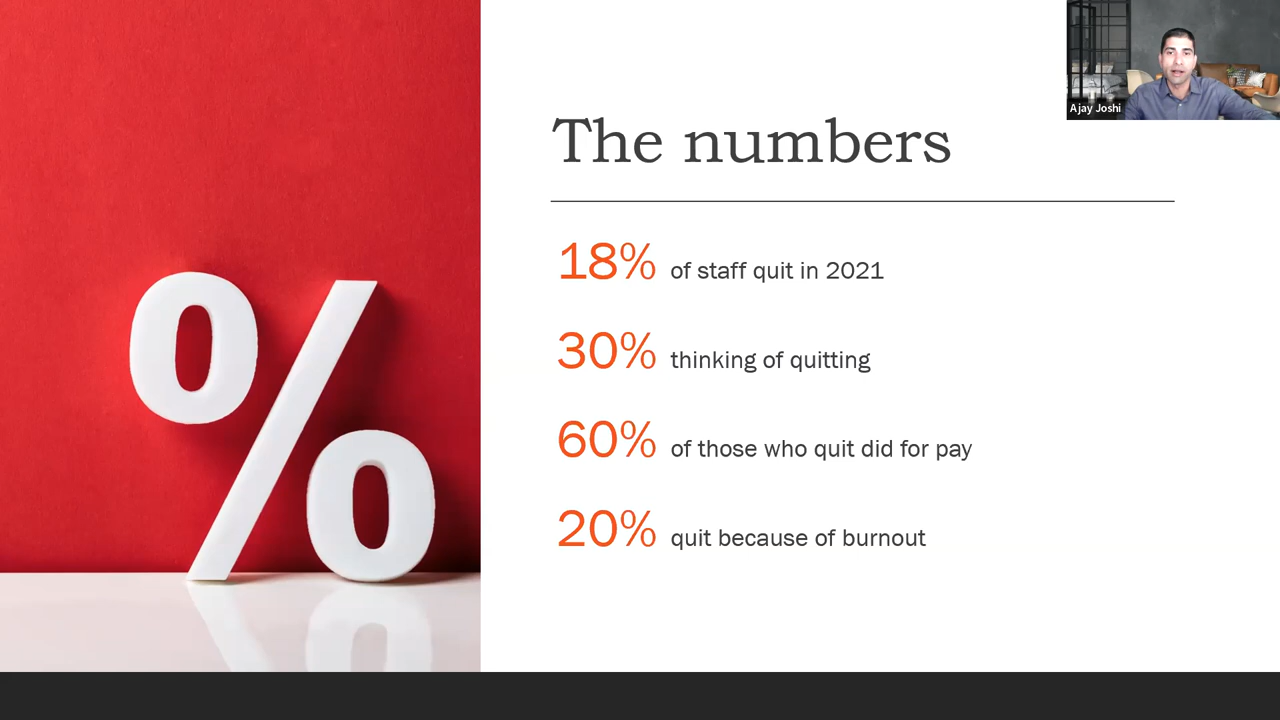 The numbers
18% of staff quit in 2021
30% thinking of quitting
60% of those who quit did for pay
20% quit because of burnout
Ajay Joshi
%